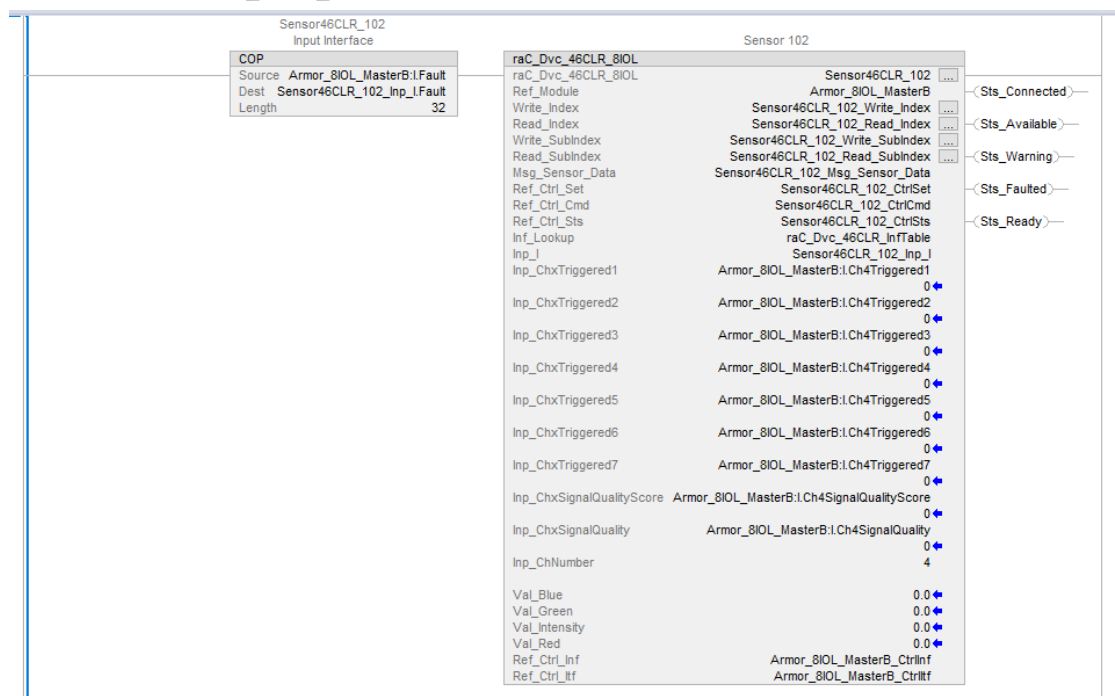 Sensor46CLR_102
Input Interface
COP
Source Armor_8IOL_MasterB:I.Fault
Dest Sensor46CLR_102_Inp_I.Fault
Length 32
Sensor 102
raC_Dvc_46CLR_8IOL
raC_Dvc_46CLR_8IOL Sensor46CLR_102 ...
Ref_Module Armor_8IOL_MasterB
Write_Index Sensor46CLR_102_Write_Index ...
Read_Index Sensor46CLR_102_Read_Index ...
Write_SubIndex Sensor46CLR_102_Write_SubIndex ...
Read_SubIndex Sensor46CLR_102_Read_SubIndex ...
Msg_Sensor_Data Sensor46CLR_102_Msg_Sensor_Data
Ref_Ctrl_Set Sensor46CLR_102_CtrlSet
Ref_Ctrl_Cmd Sensor46CLR_102_CtrlCmd
Ref_Ctrl_Sts Sensor46CLR_102_CtrlSts
Inf_Lookup raC_Dvc_46CLR_InfTable
Inp_I Sensor46CLR_102_Inp_I
Inp_ChxTriggered1 Armor_8IOL_MasterB:I.Ch4Triggered1
0
Inp_ChxTriggered2 Armor_8IOL_MasterB:I.Ch4Triggered2
0
Inp_ChxTriggered3 Armor_8IOL_MasterB:I.Ch4Triggered3
0
Inp_ChxTriggered4 Armor_8IOL_MasterB:I.Ch4Triggered4
0
Inp_ChxTriggered5 Armor_8IOL_MasterB:I.Ch4Triggered5
0
Inp_ChxTriggered6 Armor_8IOL_MasterB:I.Ch4Triggered6
0
Inp_ChxTriggered7 Armor_8IOL_MasterB:I.Ch4Triggered7
0
Inp_ChxSignalQualityScore Armor_8IOL_MasterB:I.Ch4SignalQualityScore
0
Inp_ChxSignalQuality Armor_8IOL_MasterB:I.Ch4SignalQuality
0
Inp_ChNumber 4
Val_Blue 0.0
Val_Green 0.0
Val_Intensity 0.0
Val_Red 0.0
Ref_Ctrl_Inf Armor_8IOL_MasterB_CtrlInf
Ref_Ctrl_Itf Armor_8IOL_MasterB_CtrlItf
Sts_Connected
Sts_Available
Sts_Warning
Sts_Faulted
Sts_Ready